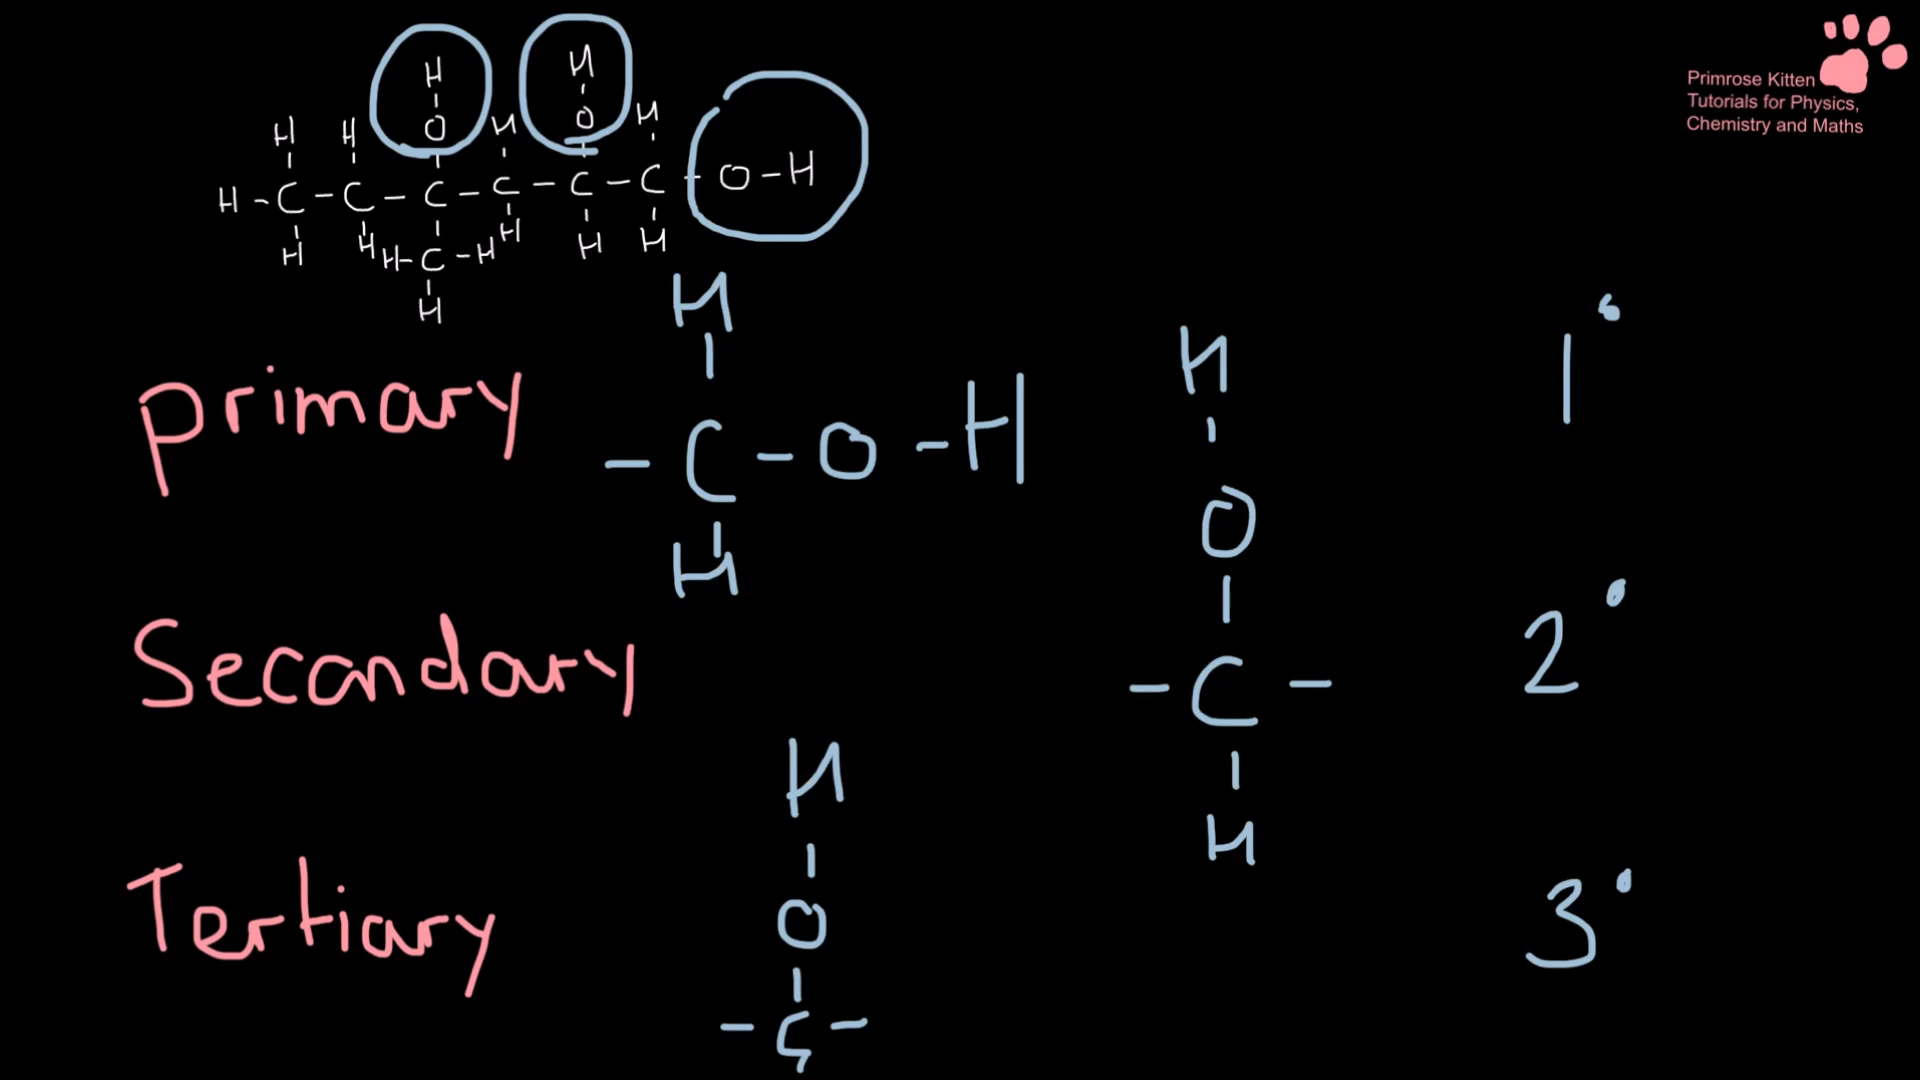 H H
H H O H O H
H - C - C - C - C - C - C - O - H
H H H - C - H H H H
H
Primrose Kitten
Tutorials for Physics,
Chemistry and Maths
Primary
H
- C - O - H
H
1°
Secondary
H
O
- C -
H
2°
Tertiary
H
O
- C -
3°